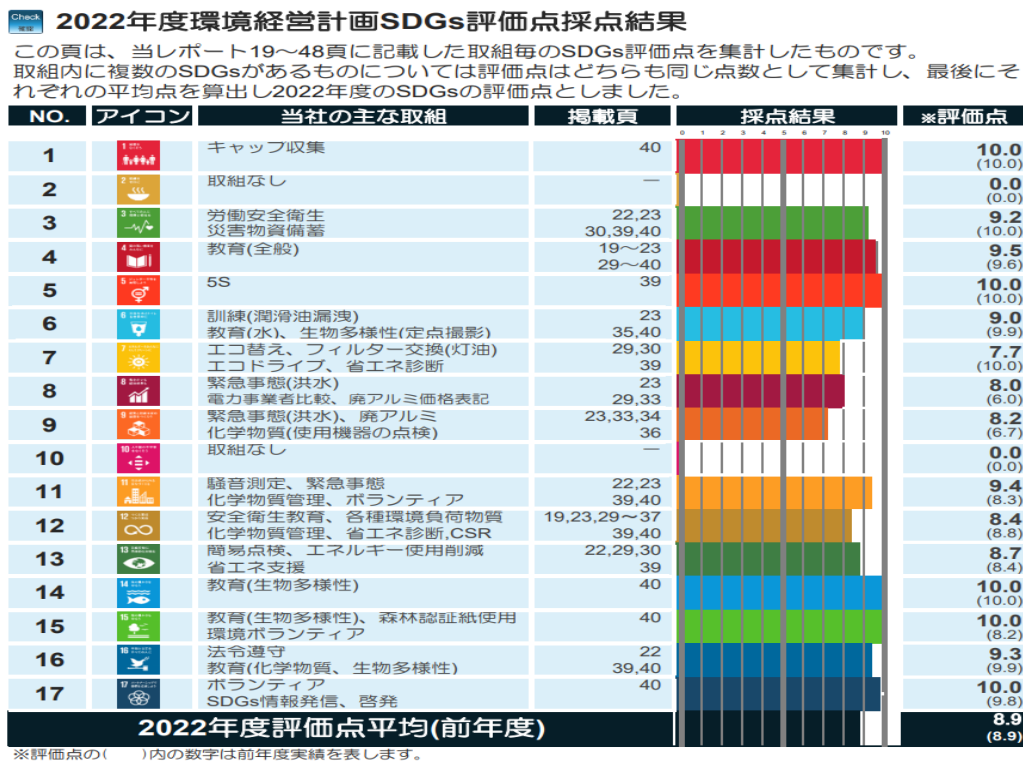 Check
2022年度環境経営計画SDGs評価点採点結果
この頁は、当レポート19～48頁に記載した取組毎のSDGs評価点を集計したものです。
取組内に複数のSDGsがあるものについては評価点はどちらも同じ点数として集計し、最後にそ
れぞれの平均点を算出し2022年度のSDGsの評価点としました。
NO. アイコン 当社の主な取組 掲載頁 採点結果 ※評価点
0 1 2 3 4 5 6 7 8 9 10
1 1 キャップ収集 40 10.0
(10.0)
2 2 取組なし ― 0.0
(0.0)
3 3 労働安全衛生 22,23 9.2
災害物資備蓄 30,39,40 (10.0)
4 4 教育(全般) 19～23 9.5
29～40 (9.6)
5 5 5S 39 10.0
(10.0)
6 6 訓練(潤滑油漏洩) 23 9.0
教育(水)、生物多様性(定点撮影) 35,40 (9.9)
7 7 エコ替え、フィルター交換(灯油) 29,30 7.7
エコドライブ、省エネ診断 39 (10.0)
8 8 緊急事態(洪水) 23 8.0
電力事業者比較、廃アルミ価格表記 29,33 (6.0)
9 9 緊急事態(洪水)、廃アルミ 23,33,34 8.2
化学物質(使用機器の点検) 36 (6.7)
10 10 取組なし ― 0.0
(0.0)
11 11 騒音測定、緊急事態 22,23 9.4
化学物質管理、ボランティア 39,40 (8.3)
12 12 安全衛生教育、各種環境負荷物質 19,23,29～37 8.4
化学物質管理、省エネ診断,CSR 39,40 (8.8)
13 13 簡易点検、エネルギー使用削減 22,29,30 8.7
省エネ支援 39 (8.4)
14 14 教育(生物多様性) 40 10.0
(10.0)
15 15 教育(生物多様性)、森林認証紙使用 40 10.0
環境ボランティア (8.2)
16 16 法令遵守 22 9.3
教育(化学物質、生物多様性) 39,40 (9.9)
17 17 ボランティア 40 10.0
SDGs情報発信、啓発 (9.8)
2022年度評価点平均(前年度) 8.9
(8.9)
※評価点の(　　)内の数字は前年度実績を表します。